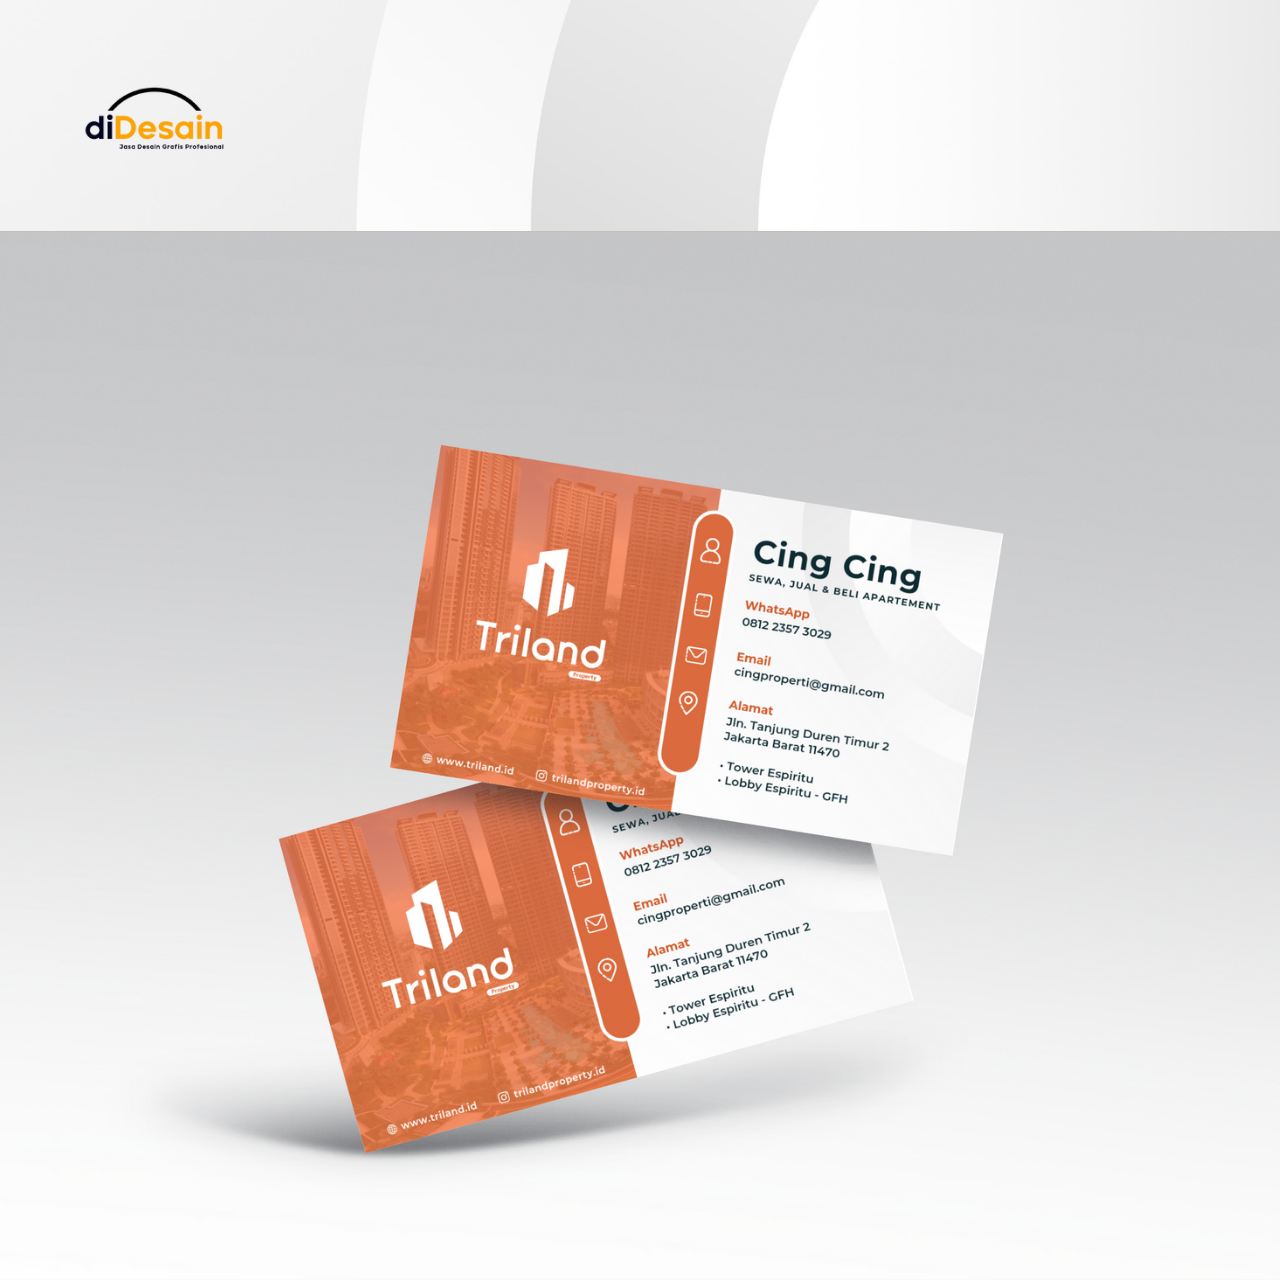 diDesain
Jasa Desain Grafis Profesional
Triland
Property
www.triland.id
trilandproperty.id
Cing Cing
SEWA, JUAL & BELI APARTEMENT
WhatsApp
0812 2357 3029
Email
cingproperti@gmail.com
Alamat
Jln. Tanjung Duren Timur 2
Jakarta Barat 11470
• Tower Espiritu
• Lobby Espiritu - GFH
Triland
Property
www.triland.id
trilandproperty.id
SEWA, JUAL
WhatsApp
0812 2357 3029
Email
cingproperti@gmail.com
Alamat
Jln. Tanjung Duren Timur 2
Jakarta Barat 11470
• Tower Espiritu
• Lobby Espiritu - GFH